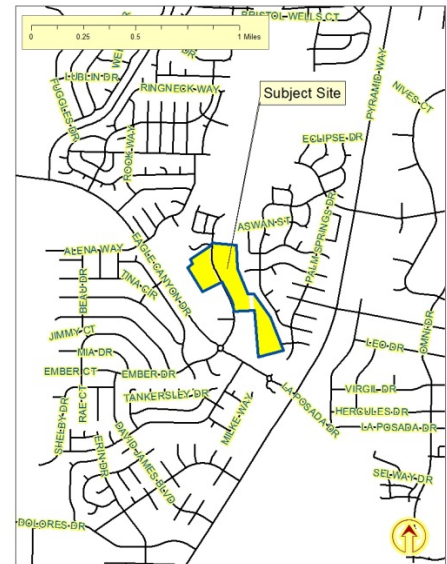 BRISTOL WELLS CT
0 0.25 0.5 1 Miles
LUBLIN DR
FUGGLES DR
RINGNECK WAY
ROOK WAY
PYRAMID WAY
NIVES CT
Subject Site
ECLIPSE DR
ASWAN ST
PALM SPRINGS DR
ALENA WAY
EAGLE CANYON DR
BEAU DR
TINA CIR
JIMMY CT
MIA DR
EMBER CT
EMBER DR
OMNI DR
LEO DR
SHELBY DR
RAE CT
TANKERSLEY DR
LA POSADA DR
VIRGIL DR
HERCULES DR
LA POSADA DR
MILKE WAY
ERIN DR
DAVID JAMES BLVD
SELWAY DR
DOLORES DR